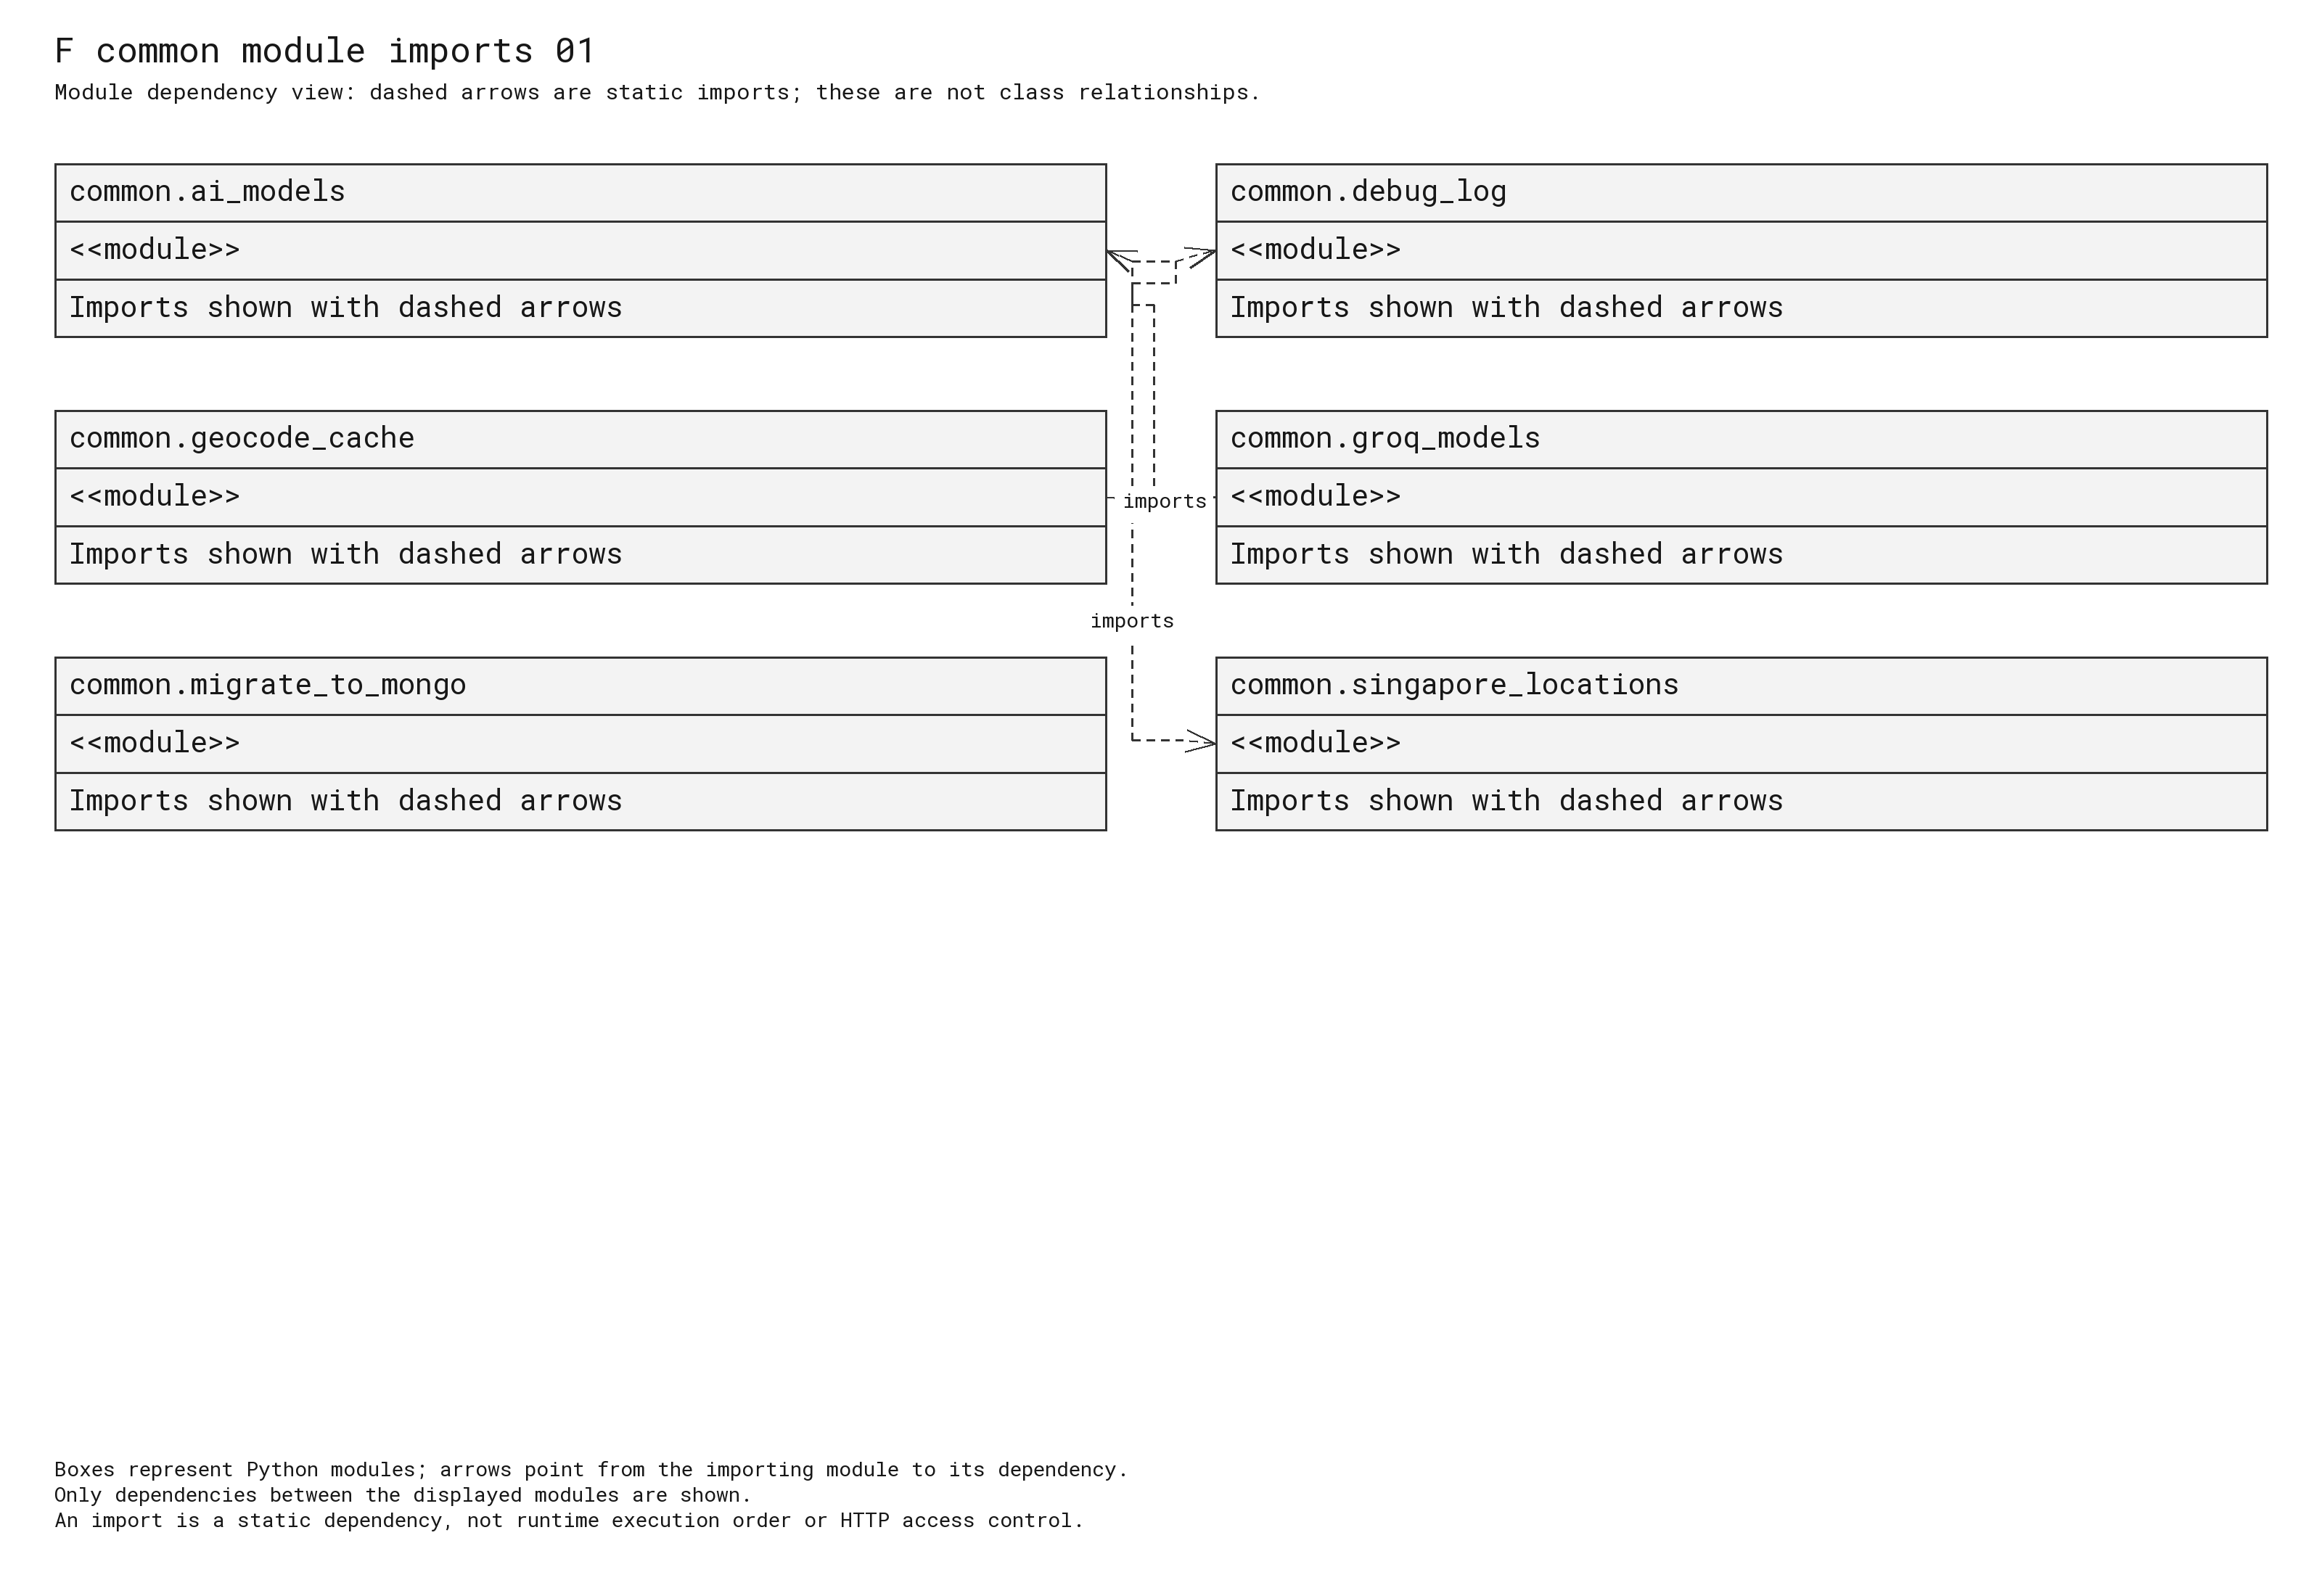 F common module imports 01
Module dependency view: dashed arrows are static imports; these are not class relationships.
common.ai_models
<<module>>
Imports shown with dashed arrows
common.debug_log
<<module>>
Imports shown with dashed arrows
common.geocode_cache
<<module>>
Imports shown with dashed arrows
imports
common.groq_models
<<module>>
Imports shown with dashed arrows
imports
common.migrate_to_mongo
<<module>>
Imports shown with dashed arrows
common.singapore_locations
<<module>>
Imports shown with dashed arrows
Boxes represent Python modules; arrows point from the importing module to its dependency.
Only dependencies between the displayed modules are shown.
An import is a static dependency, not runtime execution order or HTTP access control.